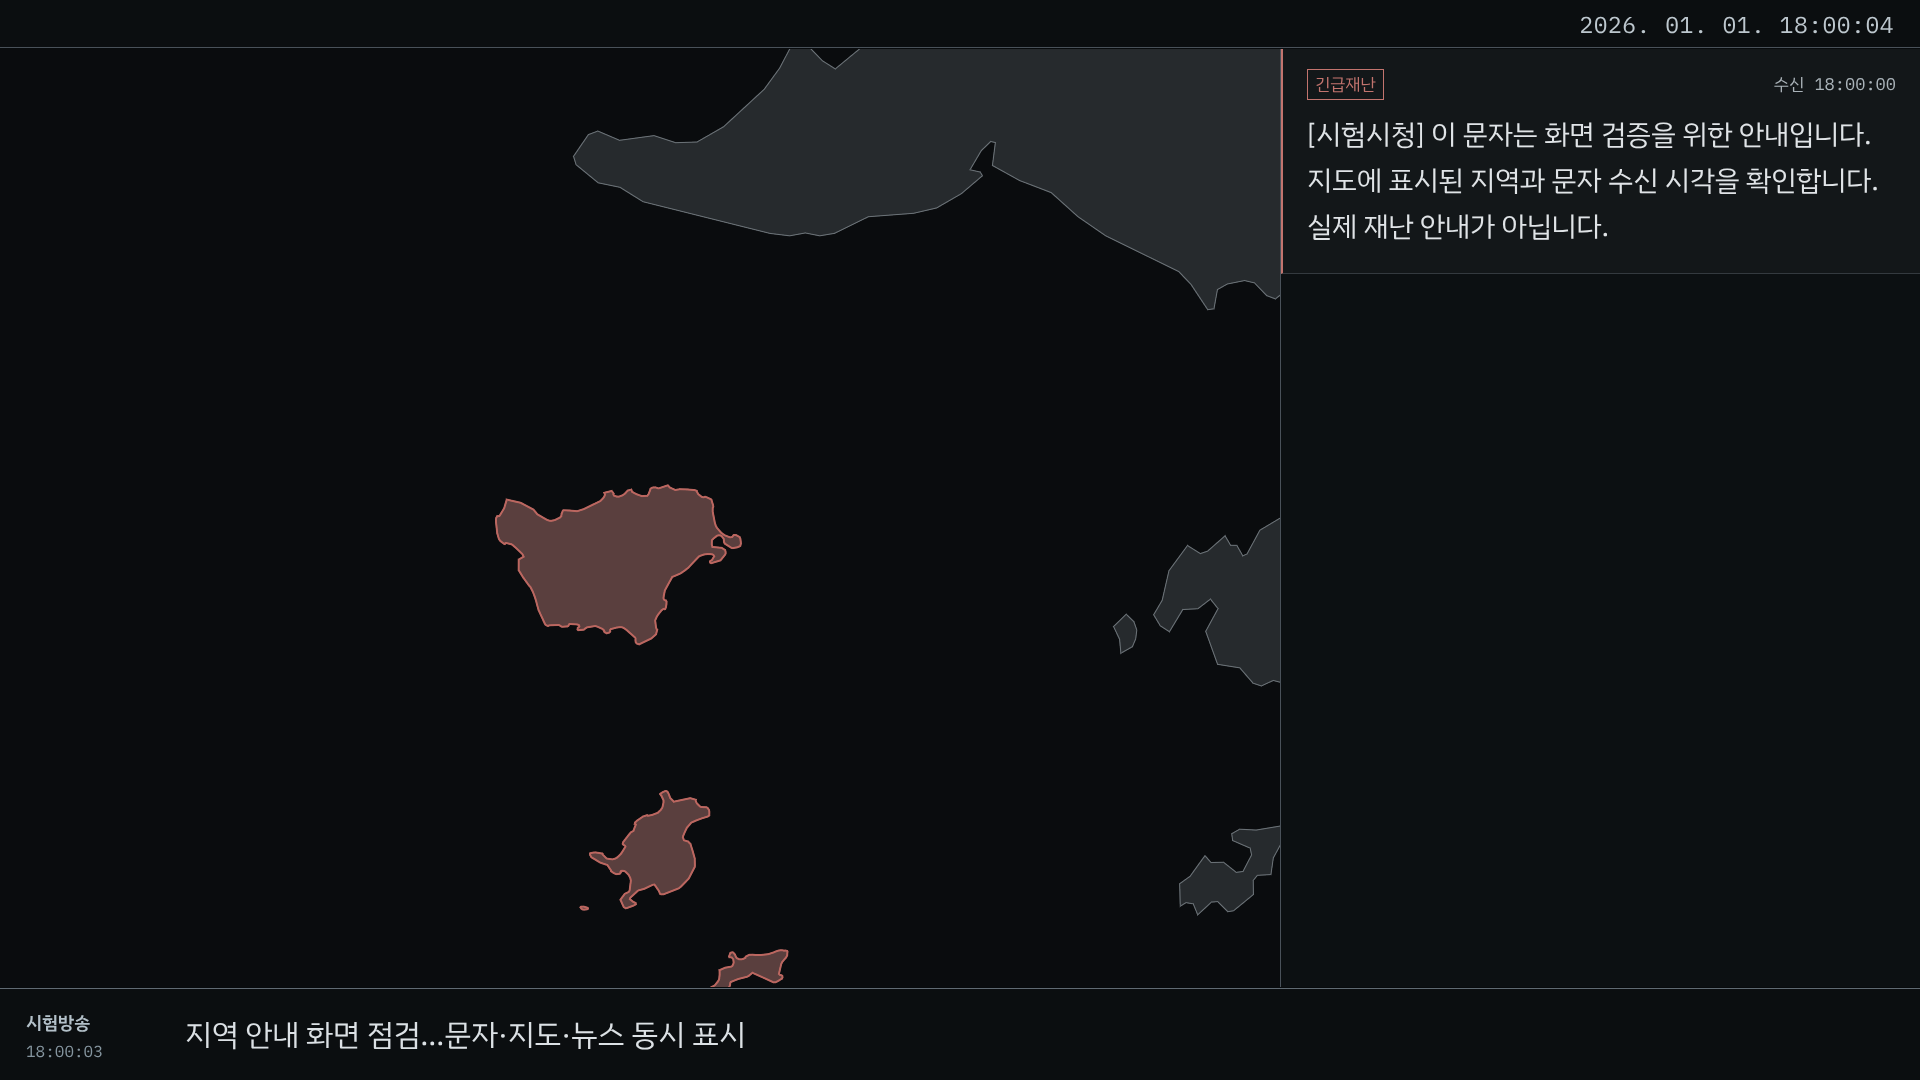 2026. 01. 01. 18:00:04
긴급재난
수신 18:00:00
[시험시청] 이 문자는 화면 검증을 위한 안내입니다.
지도에 표시된 지역과 문자 수신 시각을 확인합니다.
실제 재난 안내가 아닙니다.
시험방송
18:00:03
지역 안내 화면 점검…문자·지도·뉴스 동시 표시